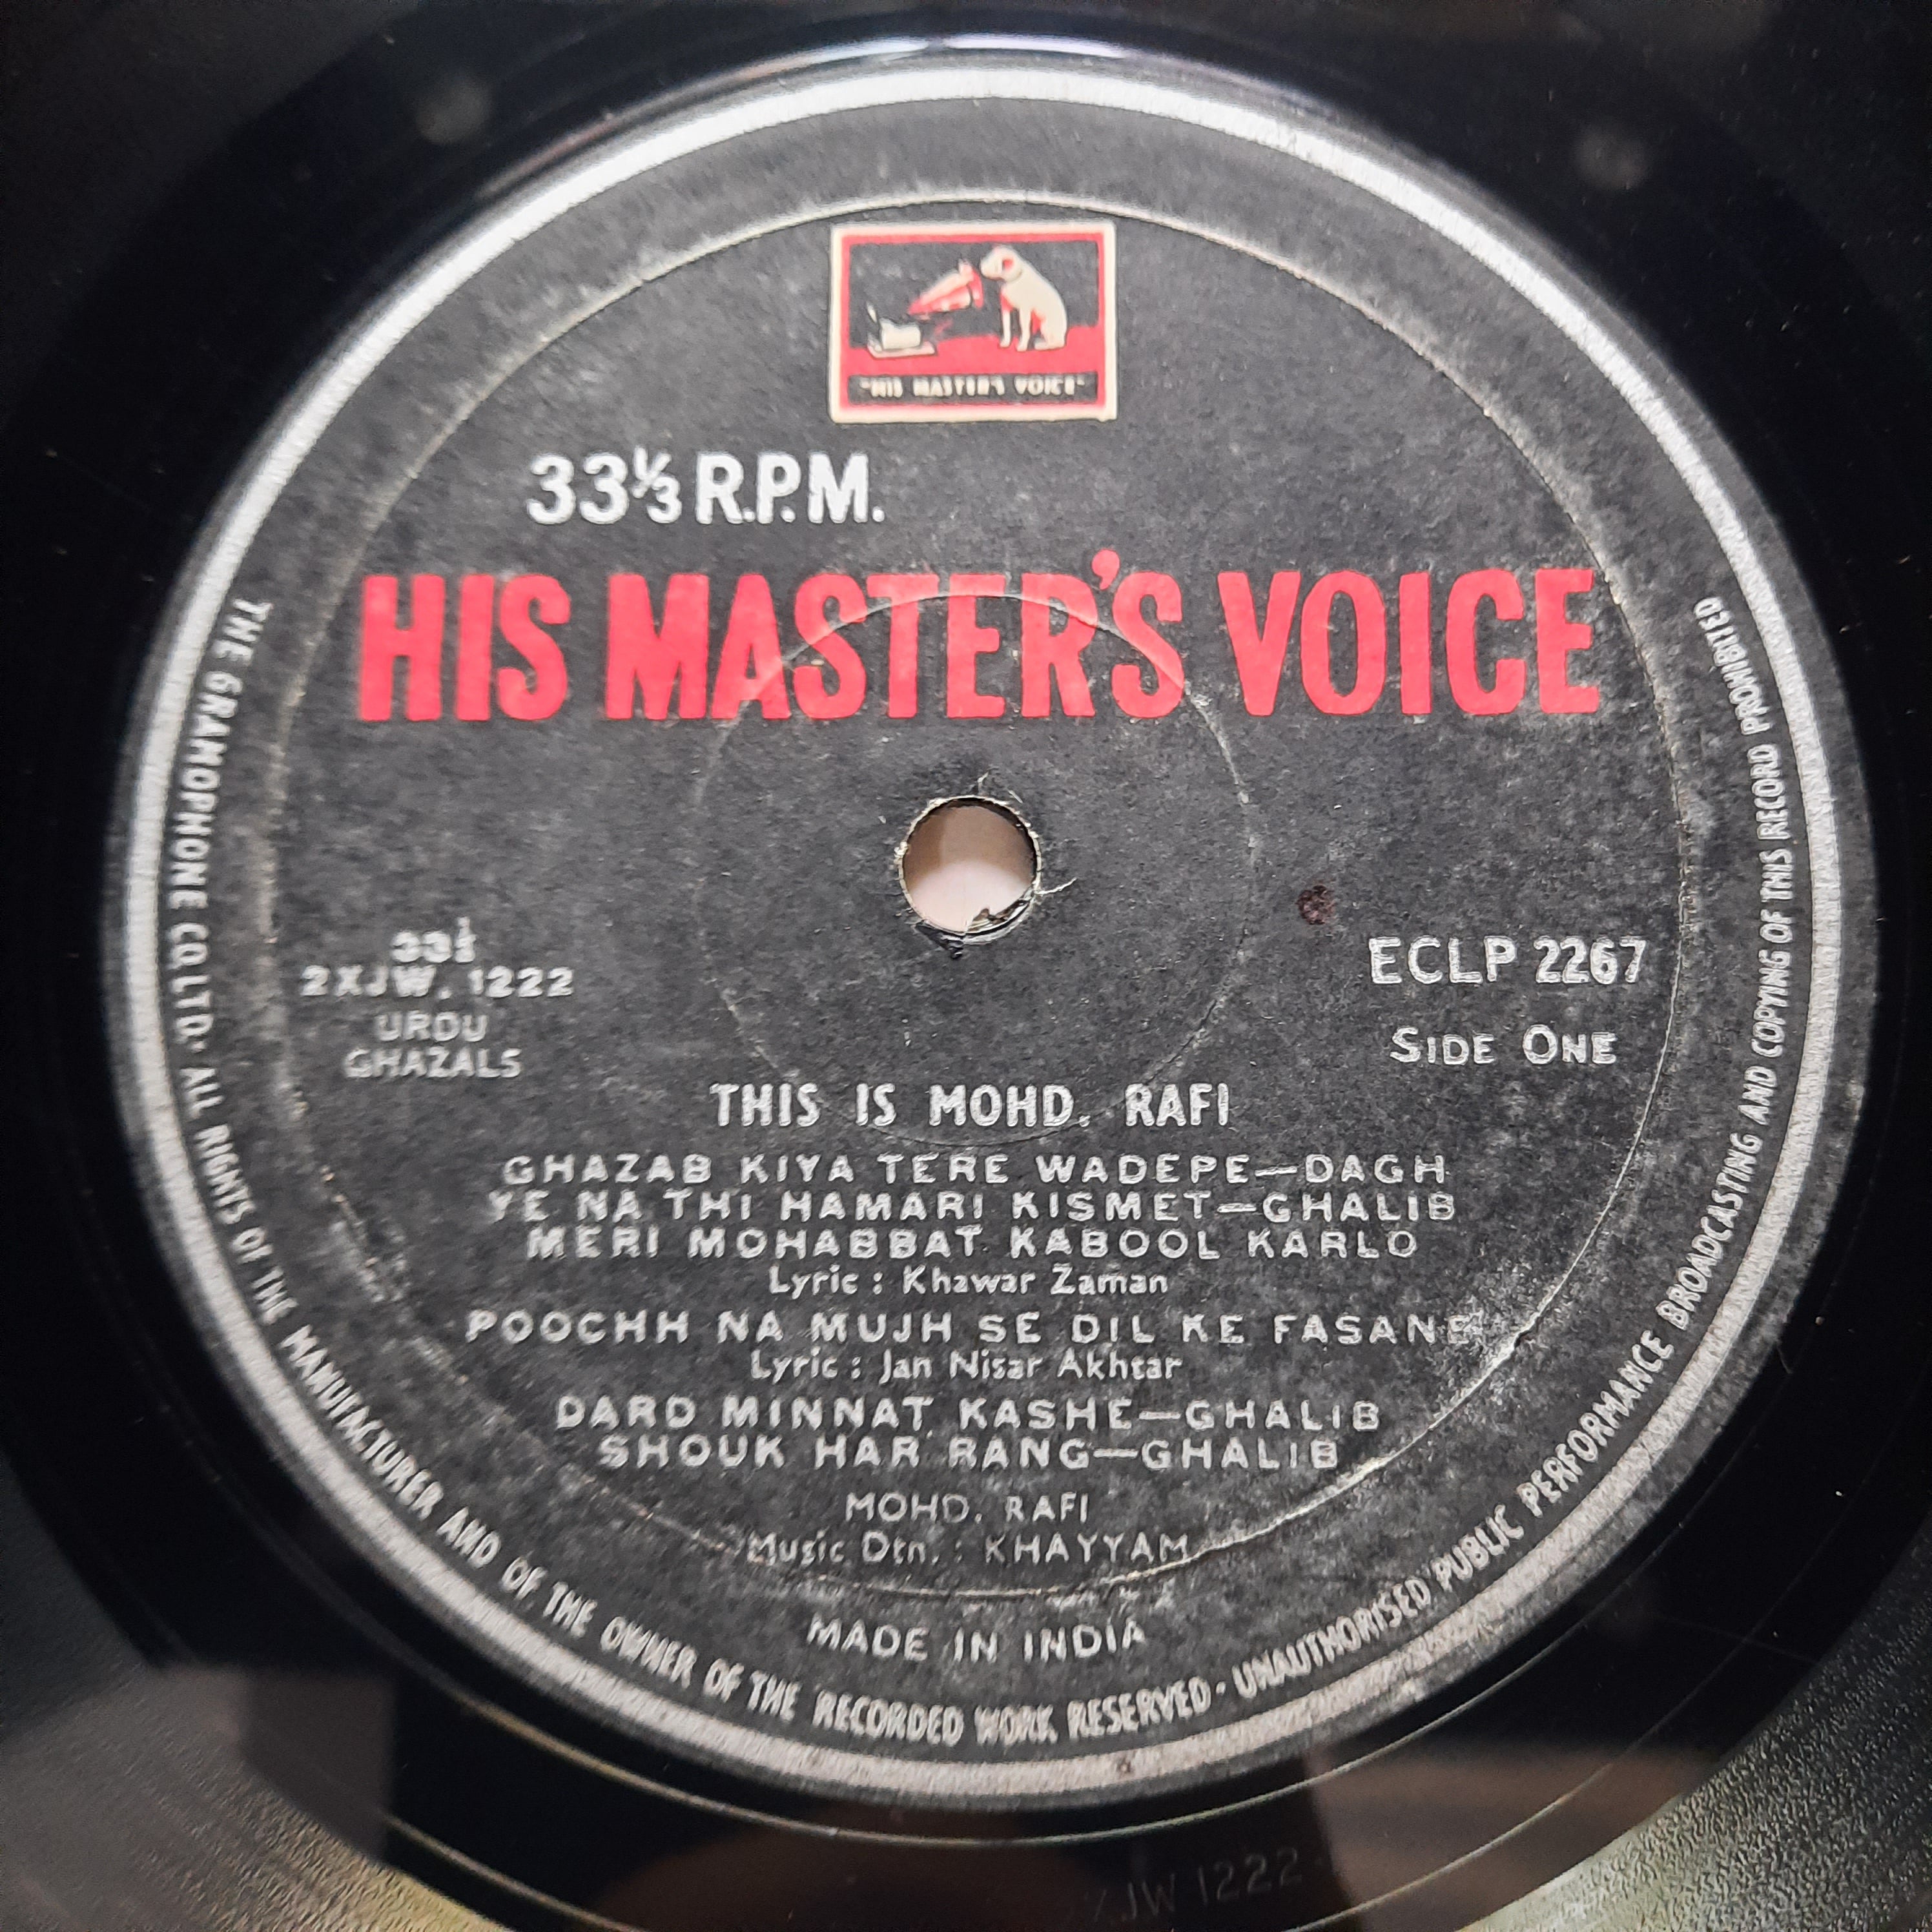 "HIS MASTER'S VOICE"
33⅓ R.P.M.
HIS MASTER'S VOICE
33⅓
2XJW. 1222
URDU
GHAZALS
ECLP 2267
SIDE ONE
THIS IS MOHD. RAFI
GHAZAB KIYA TERE WADEPE—DAGH
YE NA THI HAMARI KISMET—GHALIB
MERI MOHABBAT KABOOL KARLO
Lyric : Khawar Zaman
POOCHH NA MUJH SE DIL KE FASANE
Lyric : Jan Nisar Akhtar
DARD MINNAT KASHE—GHALIB
SHOUK HAR RANG—GHALIB
MOHD. RAFI
Music Dtn. : KHAYYAM
MADE IN INDIA
THE GRAMOPHONE CO. LTD. · ALL RIGHTS OF THE MANUFACTURER AND OF THE OWNER OF THE RECORDED WORK RESERVED · UNAUTHORISED PUBLIC PERFORMANCE BROADCASTING AND COPYING OF THIS RECORD PROHIBITED
JW 1222